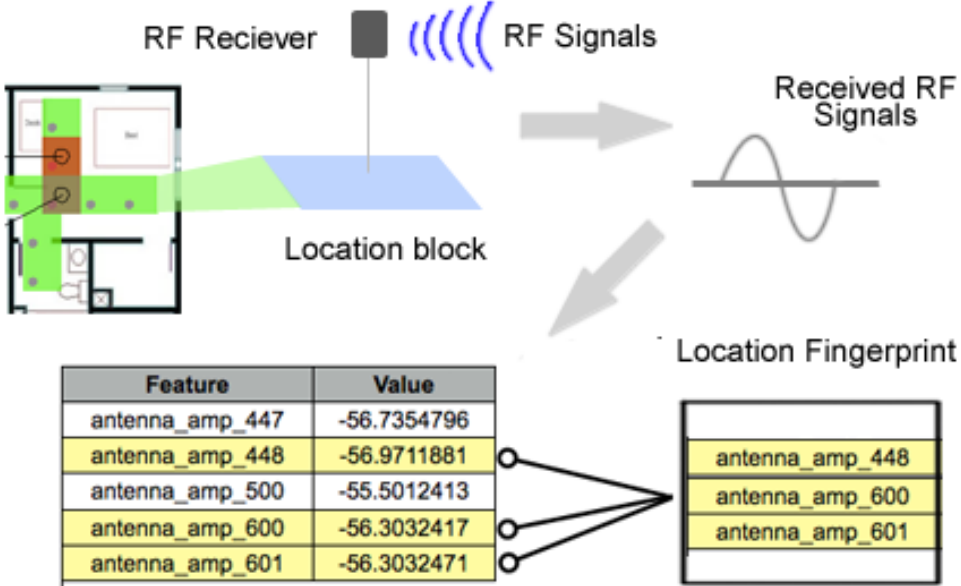 RF Reciever
RF Signals
Received RF
Signals
Desk
Bed
Location block
Location Fingerprint
Feature Value
antenna_amp_447 -56.7354796
antenna_amp_448 -56.9711881
antenna_amp_500 -55.5012413
antenna_amp_600 -56.3032417
antenna_amp_601 -56.3032471
antenna_amp_448
antenna_amp_600
antenna_amp_601